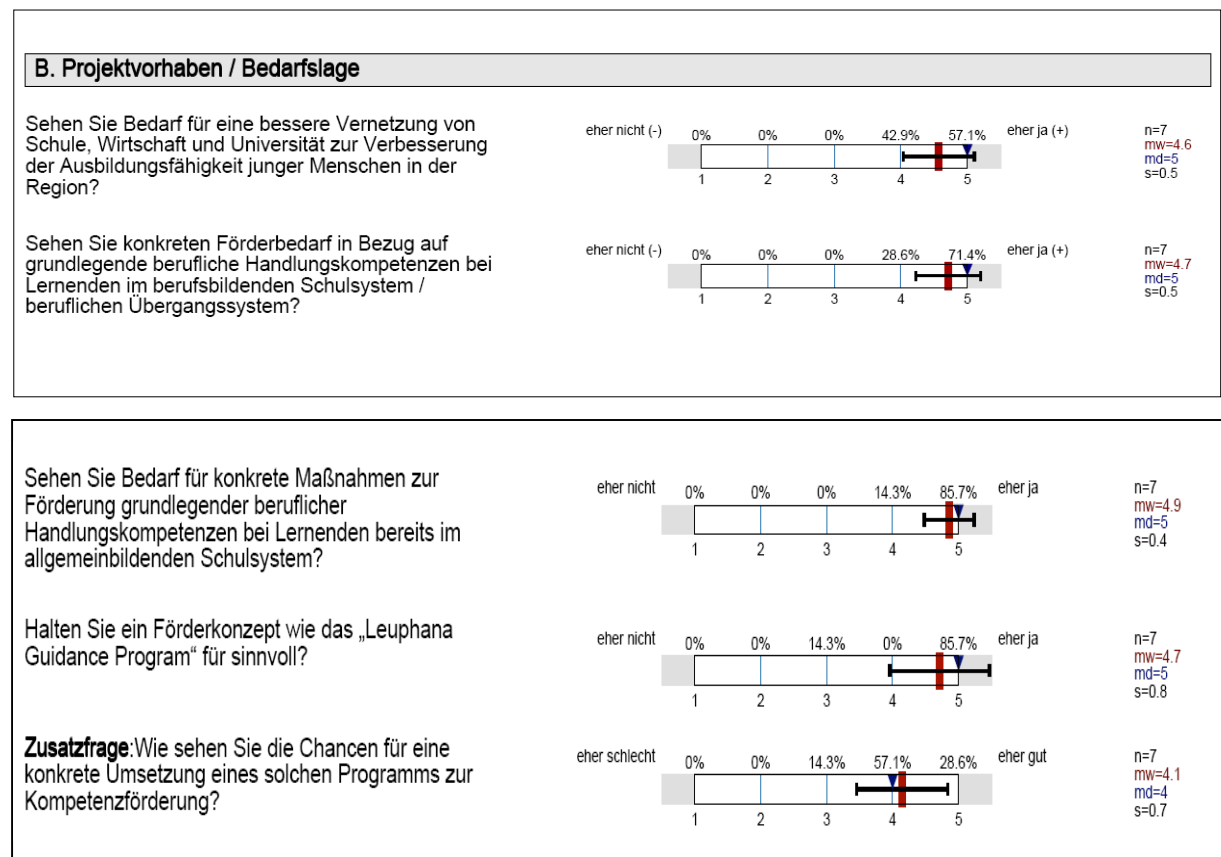 B. Projektvorhaben / Bedarfslage
Sehen Sie Bedarf für eine bessere Vernetzung von
Schule, Wirtschaft und Universität zur Verbesserung
der Ausbildungsfähigkeit junger Menschen in der
Region?
eher nicht (-)
0% 0% 0% 42.9% 57.1%
eher ja (+)
1 2 3 4 5
n=7
mw=4.6
md=5
s=0.5
Sehen Sie konkreten Förderbedarf in Bezug auf
grundlegende berufliche Handlungskompetenzen bei
Lernenden im berufsbildenden Schulsystem /
beruflichen Übergangssystem?
eher nicht (-)
0% 0% 0% 28.6% 71.4%
eher ja (+)
1 2 3 4 5
n=7
mw=4.7
md=5
s=0.5
Sehen Sie Bedarf für konkrete Maßnahmen zur
Förderung grundlegender beruflicher
Handlungskompetenzen bei Lernenden bereits im
allgemeinbildenden Schulsystem?
eher nicht
0% 0% 0% 14.3% 85.7%
eher ja
1 2 3 4 5
n=7
mw=4.9
md=5
s=0.4
Halten Sie ein Förderkonzept wie das „Leuphana
Guidance Program“ für sinnvoll?
eher nicht
0% 0% 14.3% 0% 85.7%
eher ja
1 2 3 4 5
n=7
mw=4.7
md=5
s=0.8
Zusatzfrage:Wie sehen Sie die Chancen für eine
konkrete Umsetzung eines solchen Programms zur
Kompetenzförderung?
eher schlecht
0% 0% 14.3% 57.1% 28.6%
eher gut
1 2 3 4 5
n=7
mw=4.1
md=4
s=0.7